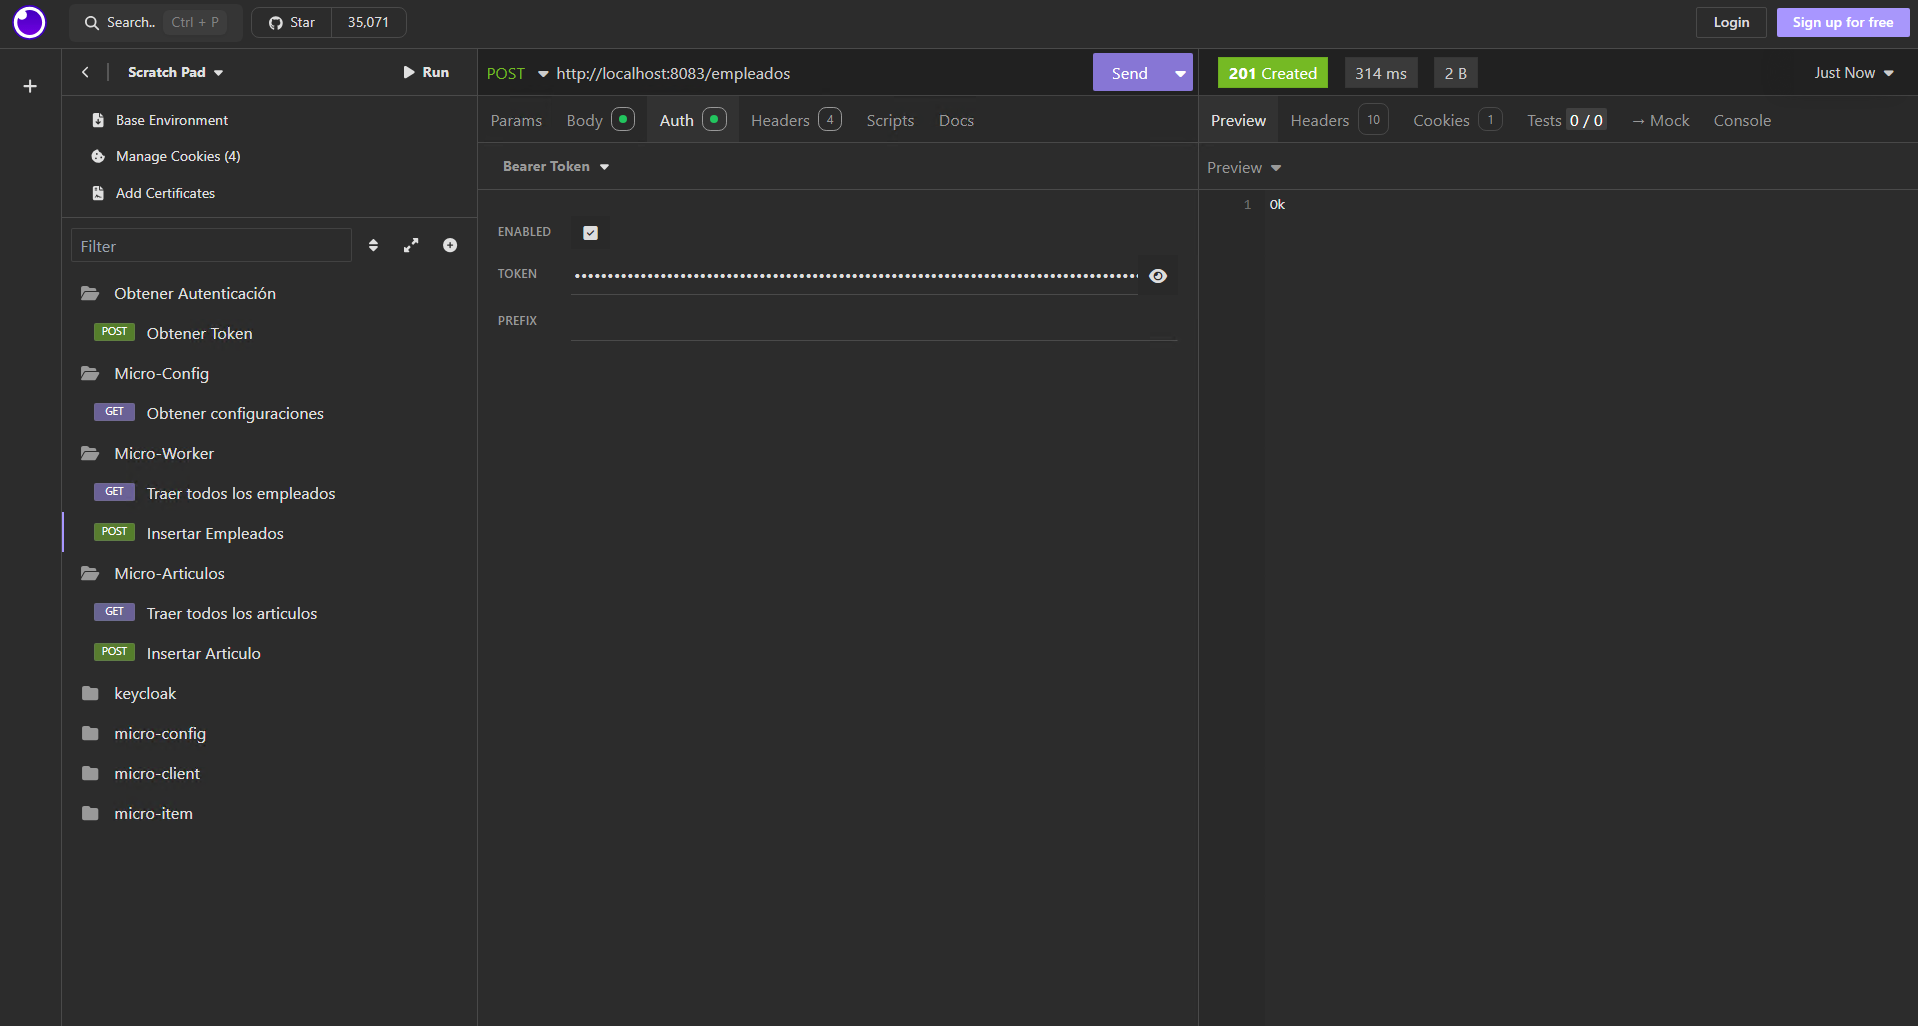 Search.. Ctrl + P Star 35,071 Login Sign up for free
Scratch Pad Run
Base Environment
Manage Cookies (4)
Add Certificates
Filter
Obtener Autenticación
POST Obtener Token
Micro-Config
GET Obtener configuraciones
Micro-Worker
GET Traer todos los empleados
POST Insertar Empleados
Micro-Articulos
GET Traer todos los articulos
POST Insertar Articulo
keycloak
micro-config
micro-client
micro-item
POST http://localhost:8083/empleados Send
Params Body Auth Headers 4 Scripts Docs
Bearer Token
ENABLED
TOKEN ••••••••••••••••••••••••••••••••••••••••••••••••••••••••••••••••••••••••••••••••••••
PREFIX
201 Created 314 ms 2 B Just Now
Preview Headers 10 Cookies 1 Tests 0 / 0 → Mock Console
Preview
1 Ok